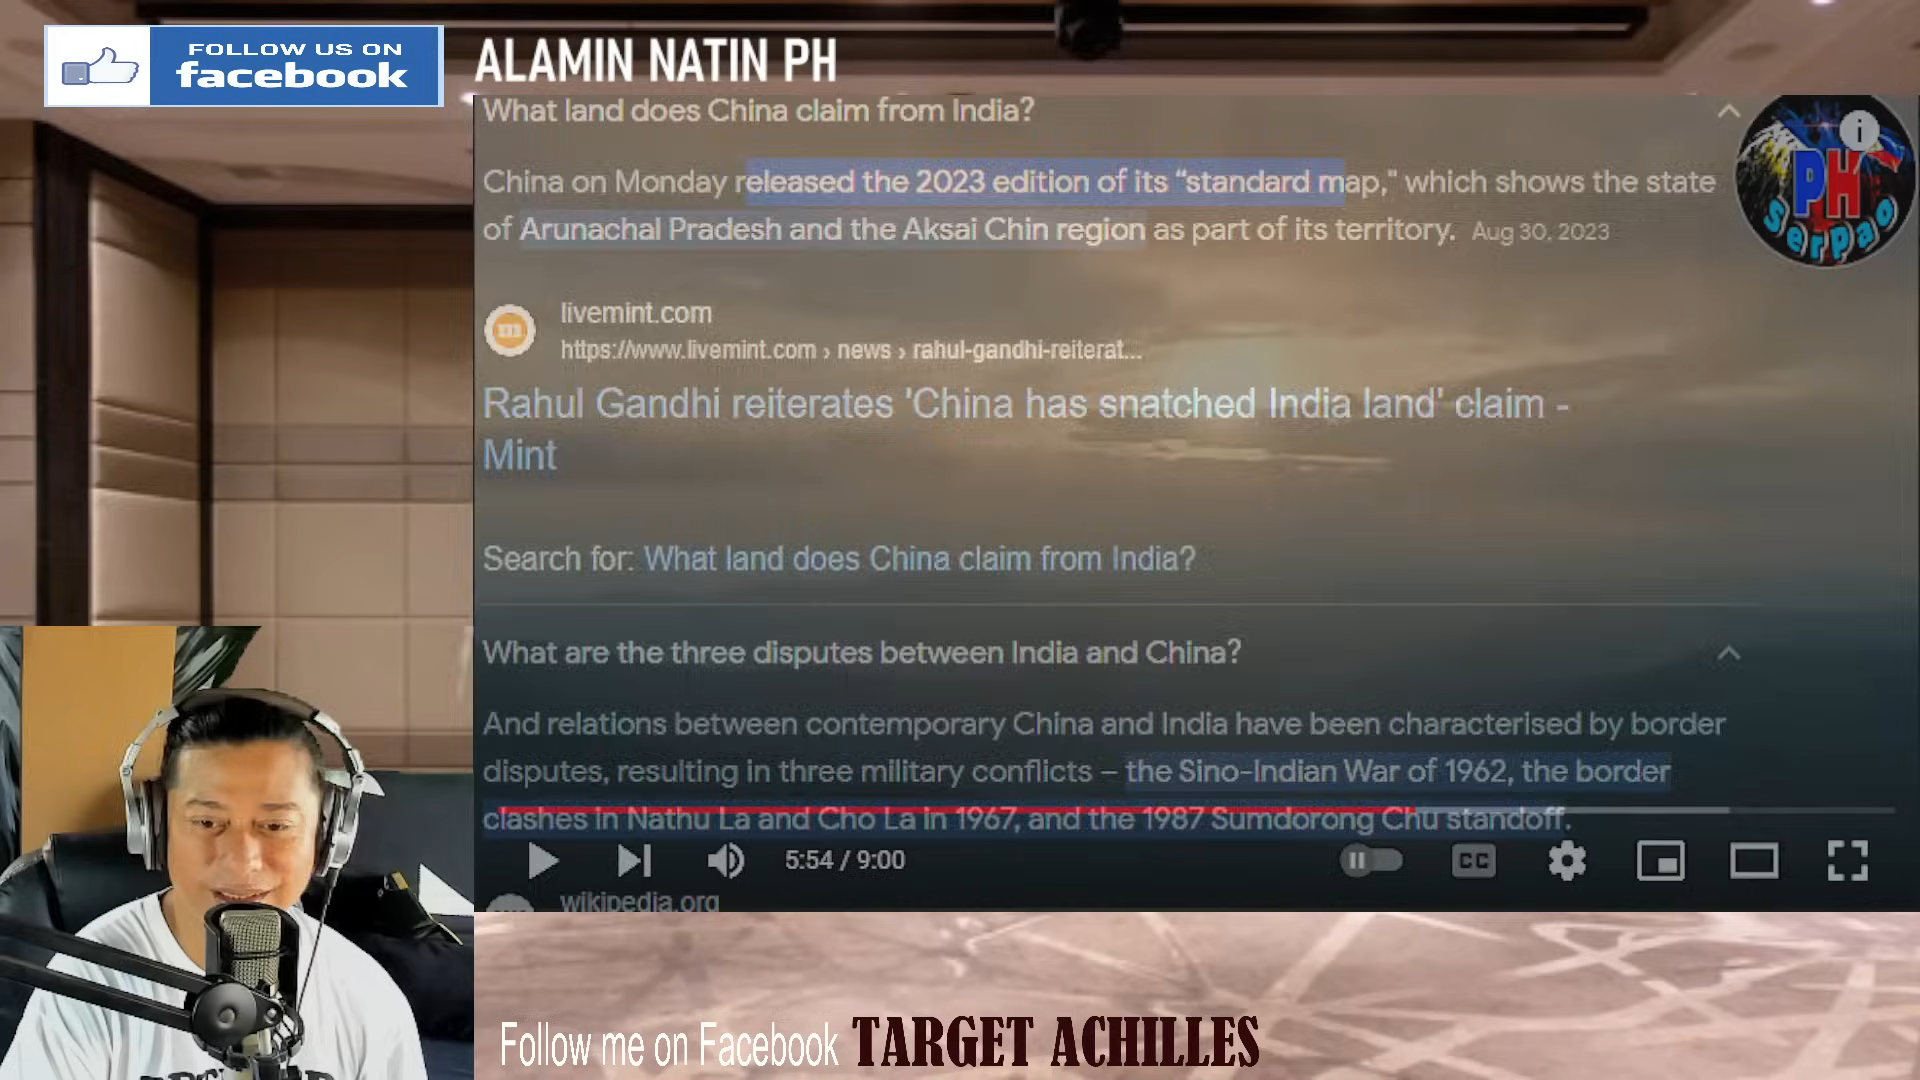 FOLLOW US ON
facebook
ALAMIN NATIN PH
What land does China claim from India?
China on Monday released the 2023 edition of its “standard map,” which shows the state
of Arunachal Pradesh and the Aksai Chin region as part of its territory. Aug 30, 2023
PH
Serpao
livemint.com
https://www.livemint.com › news › rahul-gandhi-reiterat...
Rahul Gandhi reiterates 'China has snatched India land' claim -
Mint
Search for: What land does China claim from India?
What are the three disputes between India and China?
And relations between contemporary China and India have been characterised by border
disputes, resulting in three military conflicts – the Sino-Indian War of 1962, the border
clashes in Nathu La and Cho La in 1967, and the 1987 Sumdorong Chu standoff.
5:54 / 9:00
CC
wikipedia.org
Follow me on Facebook TARGET ACHILLES